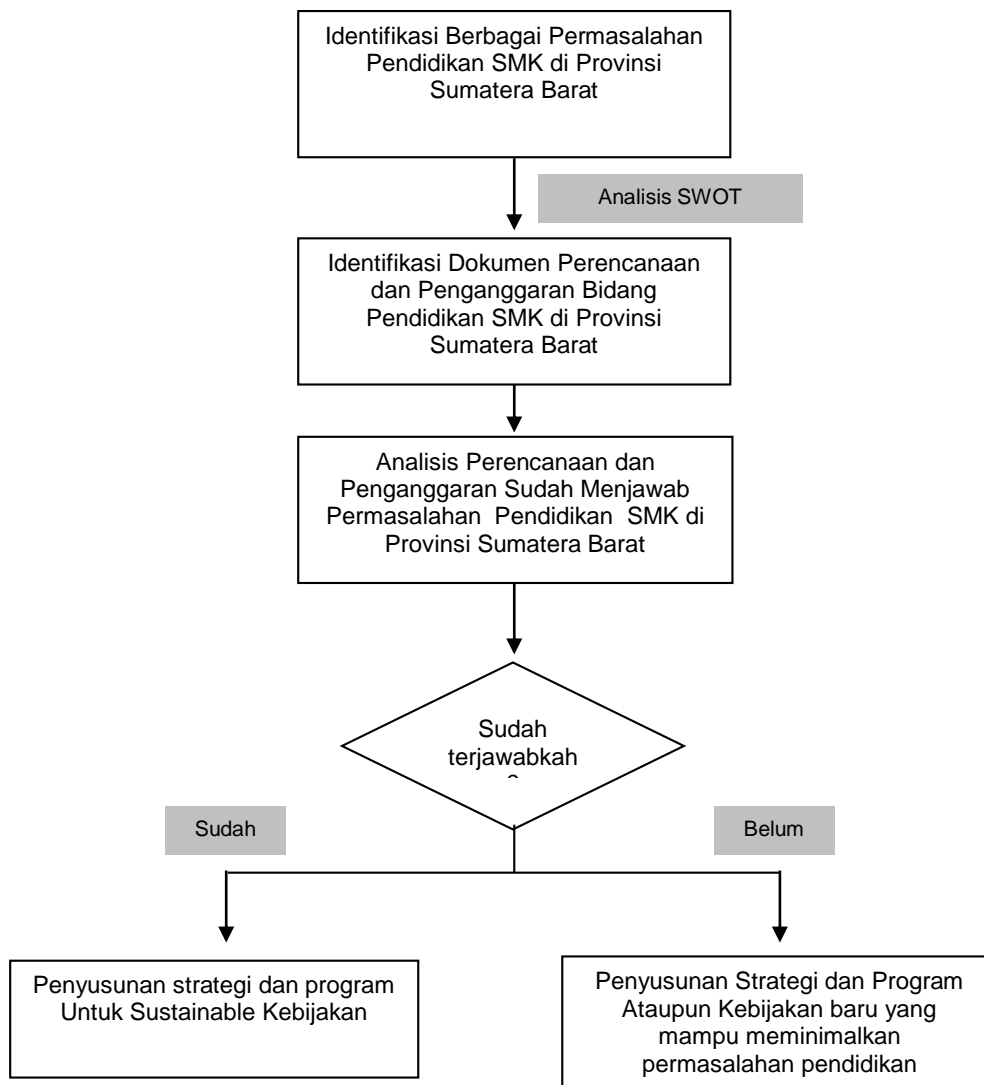 Identifikasi Berbagai Permasalahan
Pendidikan SMK di Provinsi
Sumatera Barat
Analisis SWOT
Identifikasi Dokumen Perencanaan
dan Penganggaran Bidang
Pendidikan SMK di Provinsi
Sumatera Barat
Analisis Perencanaan dan
Penganggaran Sudah Menjawab
Permasalahan Pendidikan SMK di
Provinsi Sumatera Barat
Sudah
terjawabkah
Sudah
Belum
Penyusunan strategi dan program
Untuk Sustainable Kebijakan
Penyusunan Strategi dan Program
Ataupun Kebijakan baru yang
mampu meminimalkan
permasalahan pendidikan